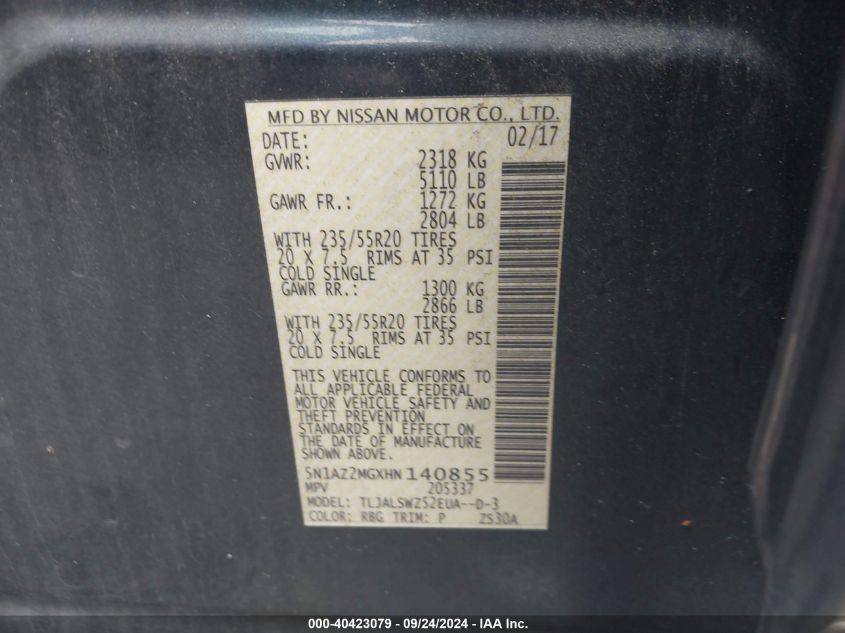 MFD BY NISSAN MOTOR CO., LTD.
DATE: 02/17
GVWR: 2318 KG
5110 LB
GAWR FR.: 1272 KG
2804 LB
WITH 235/55R20 TIRES
20 X 7.5 RIMS AT 35 PSI
COLD SINGLE
GAWR RR.: 1300 KG
2866 LB
WITH 235/55R20 TIRES
20 X 7.5 RIMS AT 35 PSI
COLD SINGLE
THIS VEHICLE CONFORMS TO
ALL APPLICABLE FEDERAL
MOTOR VEHICLE SAFETY AND
THEFT PREVENTION
STANDARDS IN EFFECT ON
THE DATE OF MANUFACTURE
SHOWN ABOVE.
5N1AZ2MGXHN140855
MPV 205337
MODEL: TLJALSWZ52EUA--D-3
COLOR: RBG TRIM: P ZS30A
000-40423079 - 09/24/2024 - IAA Inc.